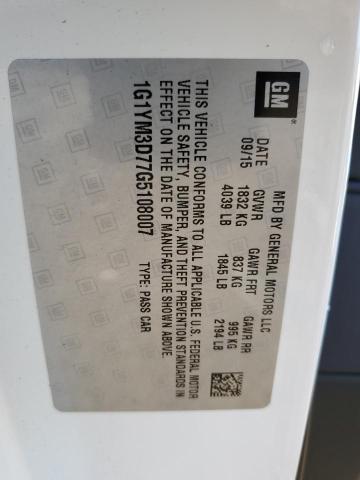 GM
MFD BY GENERAL MOTORS LLC
DATE GVWR GAWR FRT GAWR RR
09/15 1832 KG 837 KG 995 KG
4039 LB 1845 LB 2194 LB
THIS VEHICLE CONFORMS TO ALL APPLICABLE U.S. FEDERAL MOTOR
VEHICLE SAFETY, BUMPER, AND THEFT PREVENTION STANDARDS IN
EFFECT ON THE DATE OF MANUFACTURE SHOWN ABOVE.
1G1YM3D77G5108007 TYPE: PASS CAR